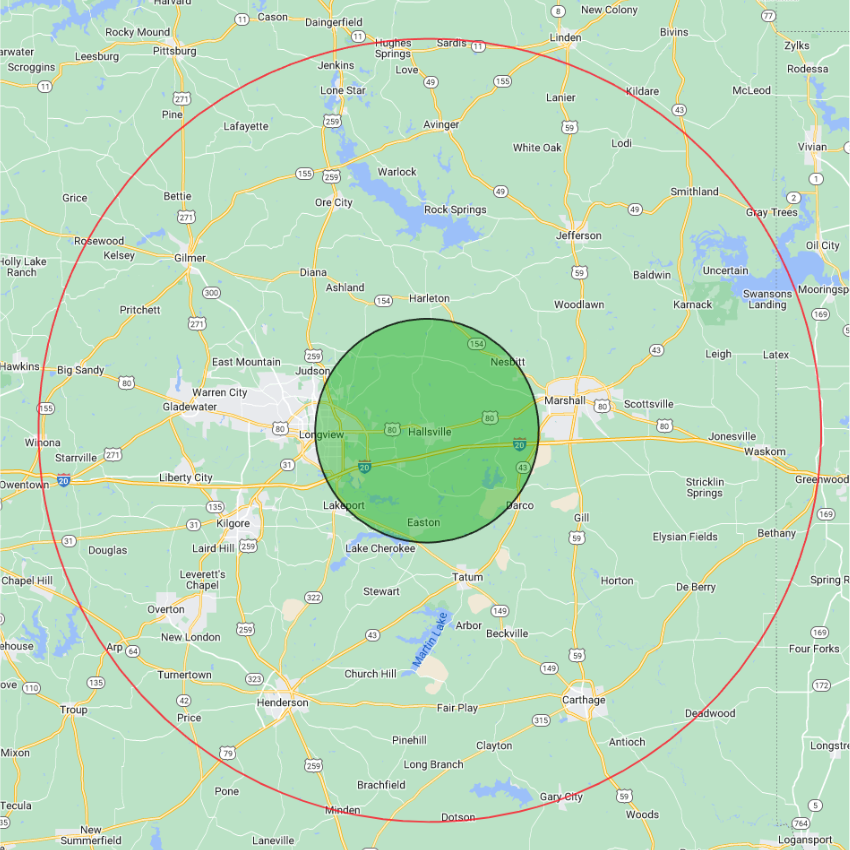 Harvard
Cason
Daingerfield
11
8
New Colony
77
Rocky Mound
Pittsburg
11
Hughes
Springs
Sardis
11
Linden
Bivins
Zylks
Leesburg
Scroggins
Jenkins
Love
Rodessa
11
271
Lone Star
49
155
Lanier
Kildare
McLeod
43
Pine
Lafayette
259
Avinger
59
White Oak
Lodi
Vivian
155
259
Warlock
1
Grice
Bettie
Ore City
49
Smithland
2
271
Rock Springs
49
Gray Trees
Rosewood
Kelsey
Jefferson
Oil City
Holly Lake
Ranch
Gilmer
Diana
59
Baldwin
Uncertain
300
Ashland
154
Harleton
Woodlawn
Karnack
Swansons
Landing
Mooringsp
Pritchett
271
169
154
43
Hawkins
Big Sandy
East Mountain
259
Judson
Nesbitt
Leigh
Latex
80
Warren City
Marshall
80
Scottsville
155
Gladewater
80
Longview
80
Hallsville
80
80
Winona
20
Jonesville
Waskom
Starrville
271
31
20
43
Owentown
20
Liberty City
Strictlin
Springs
Greenwood
135
Lakeport
Darco
169
31
Kilgore
Easton
Gill
31
Laird Hill
259
Lake Cherokee
59
Elysian Fields
Bethany
Douglas
Chapel Hill
Leverett's
Chapel
Tatum
Horton
De Berry
Spring R
Overton
322
Stewart
149
New London
259
43
Arbor
Beckville
169
Arp
64
Martin Lake
59
Four Forks
Turnertown
323
Church Hill
149
110
135
42
172
Troup
Price
Henderson
Fair Play
315
Carthage
Deadwood
Mixon
79
259
Pinehill
Clayton
Antioch
Longstre
Long Branch
Pone
Brachfield
Gary City
59
Tecula
Minden
Dotson
Woods
5
New
Summerfield
Laneville
764
Logansport